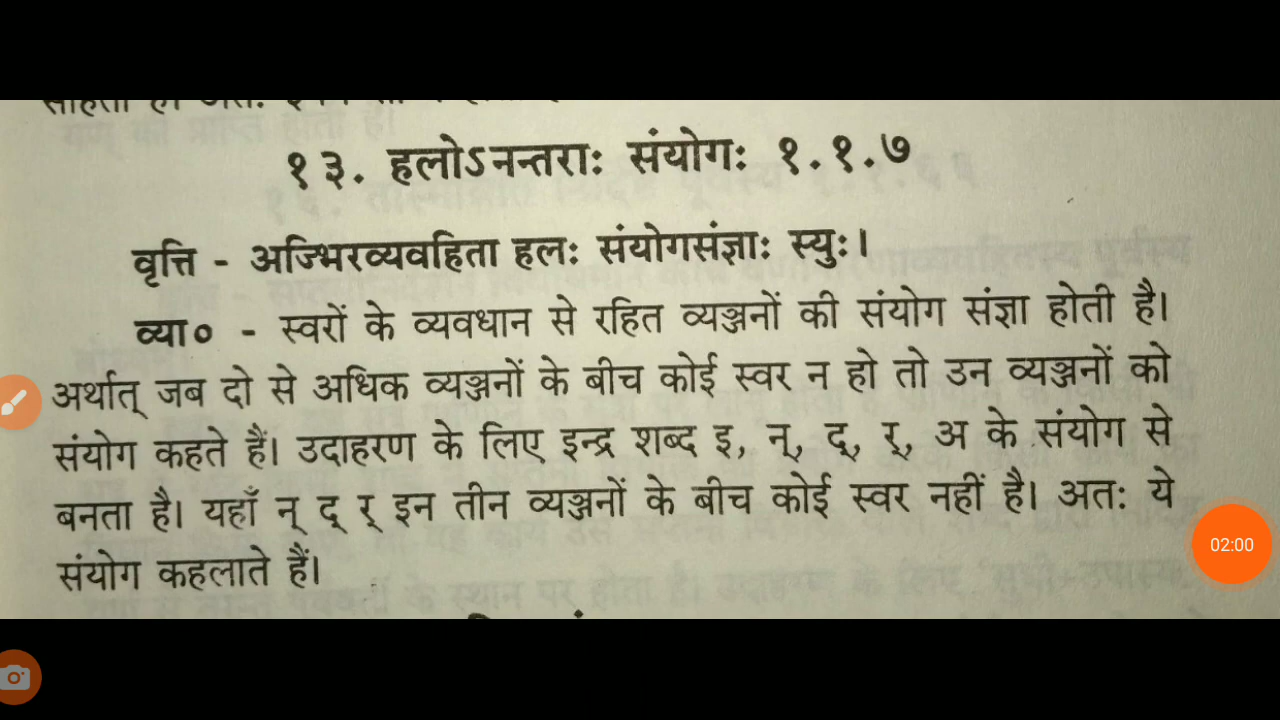 १३. हलोऽनन्तराः संयोगः १.१.७
वृत्ति - अज्भिरव्यवहिता हलः संयोगसंज्ञाः स्युः।
व्या० - स्वरों के व्यवधान से रहित व्यञ्जनों की संयोग संज्ञा होती है।
अर्थात् जब दो से अधिक व्यञ्जनों के बीच कोई स्वर न हो तो उन व्यञ्जनों को
संयोग कहते हैं। उदाहरण के लिए इन्द्र शब्द इ, न्, द्, र्, अ के संयोग से
बनता है। यहाँ न् द् र् इन तीन व्यञ्जनों के बीच कोई स्वर नहीं है। अतः ये
संयोग कहलाते हैं।
02:00